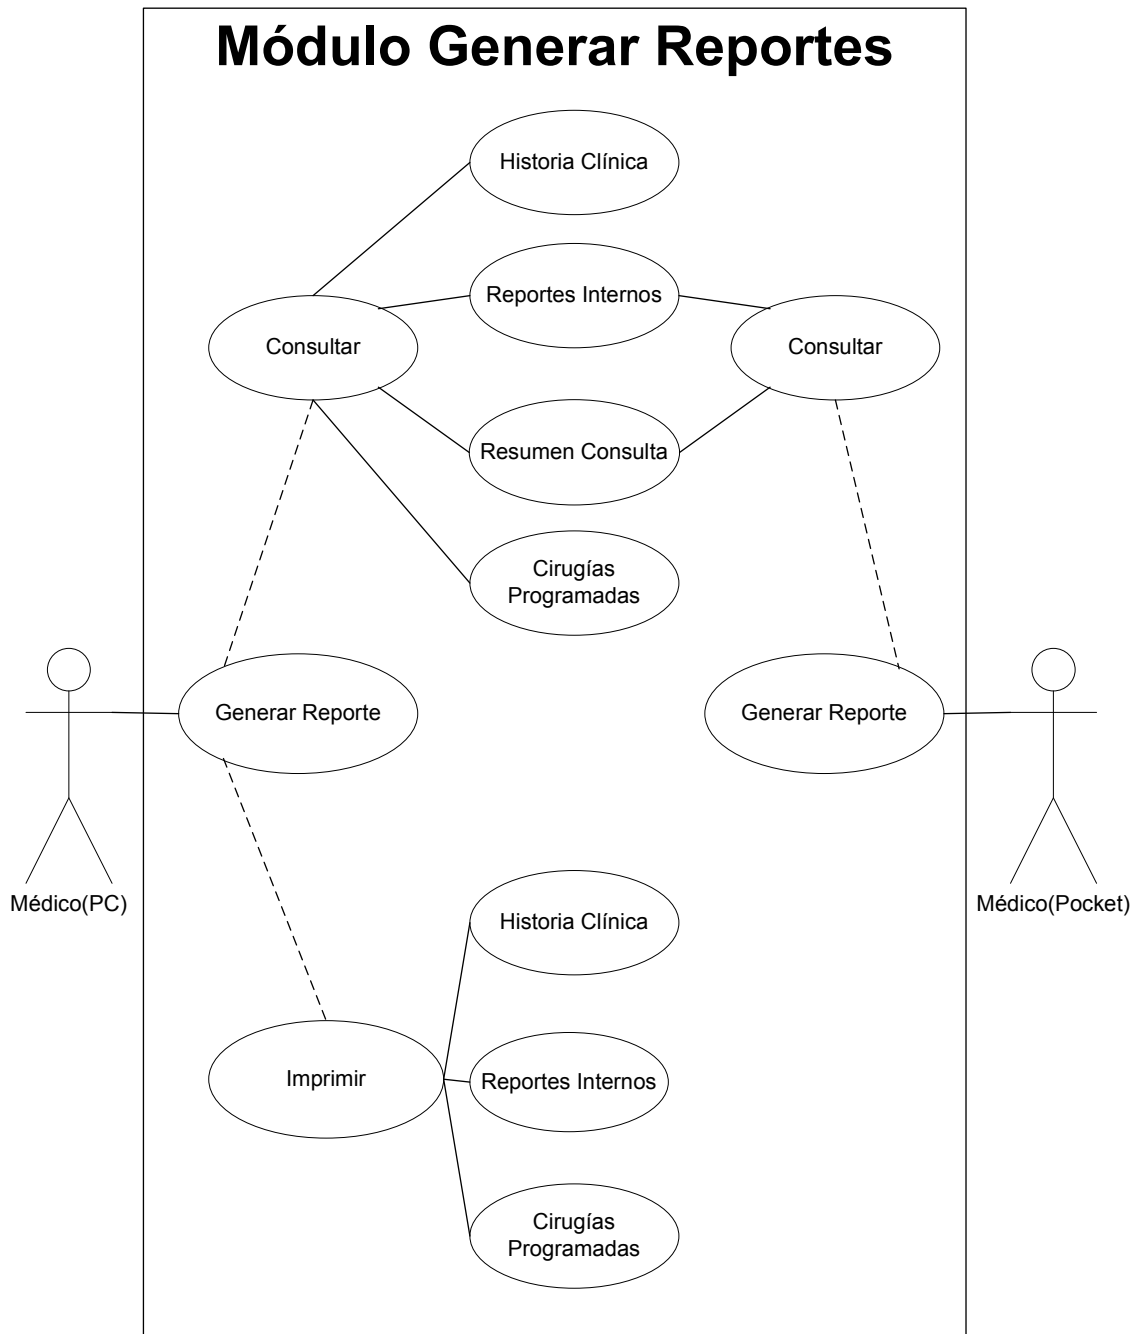 Módulo Generar Reportes
Historia Clínica
Reportes Internos
Consultar
Consultar
Resumen Consulta
Cirugías
Programadas
Generar Reporte
Generar Reporte
Médico(PC)
Médico(Pocket)
Historia Clínica
Imprimir
Reportes Internos
Cirugías
Programadas